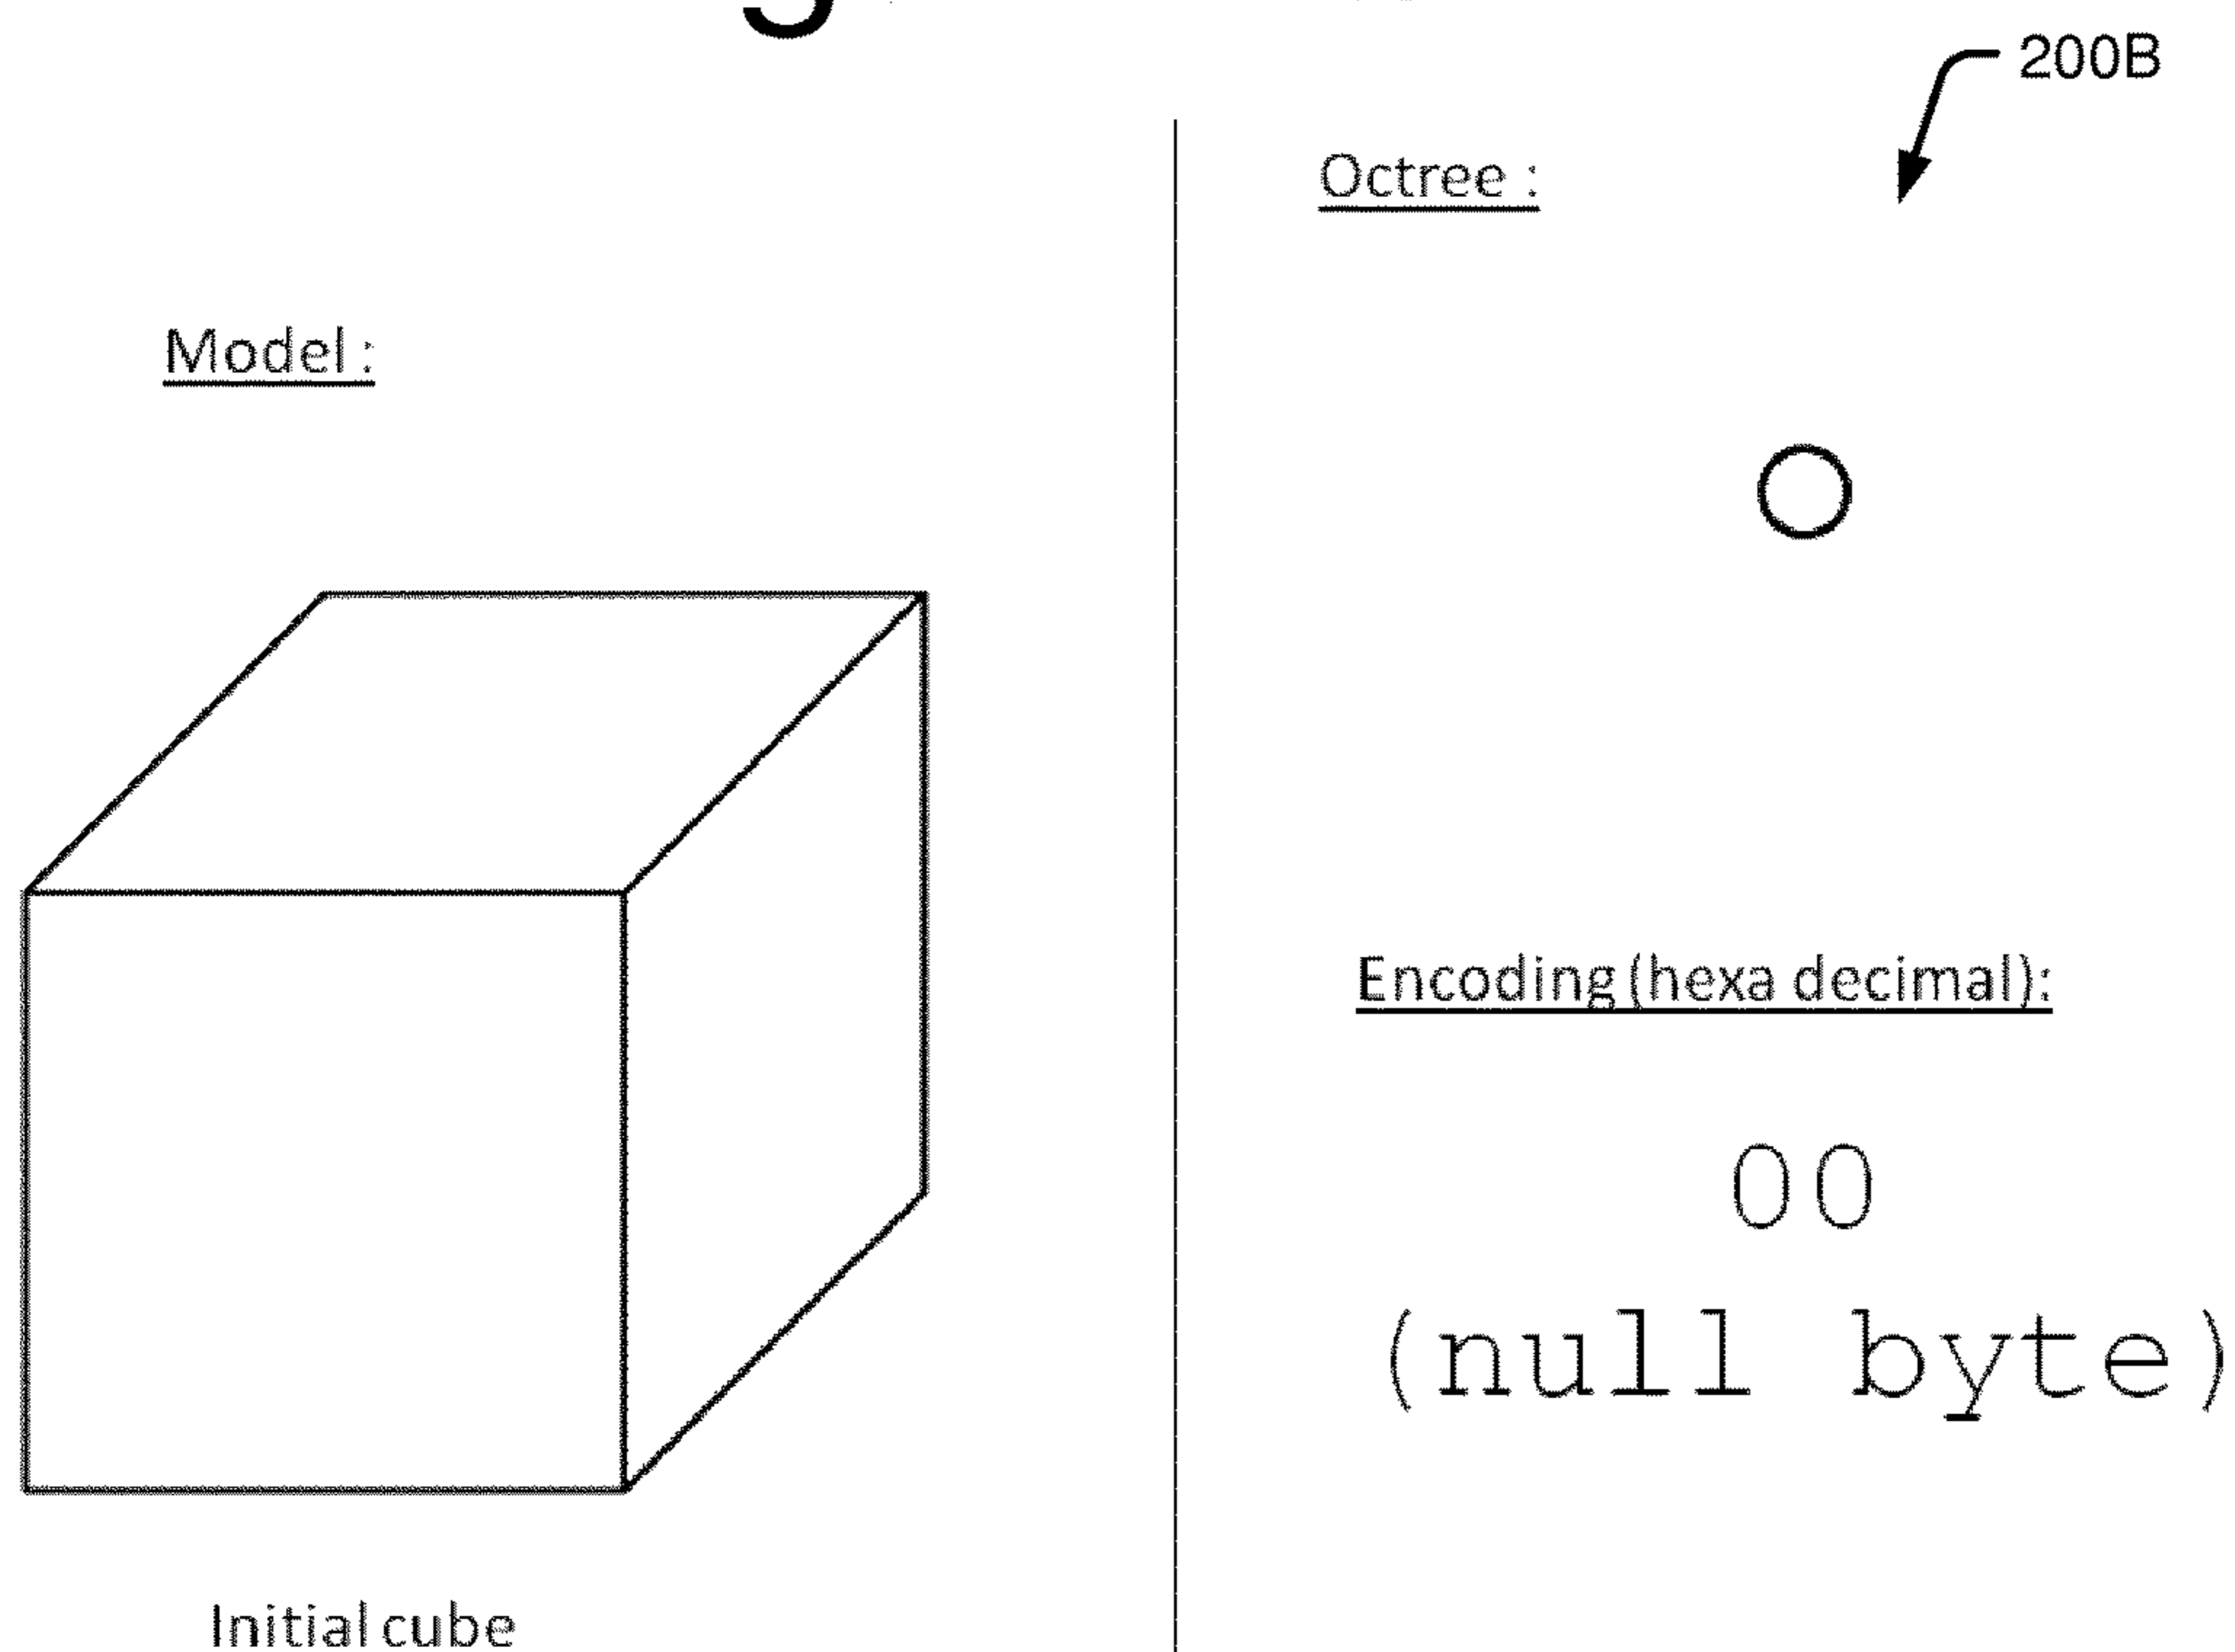 200B
Octree :
Model :
Encoding (hexa decimal):
00
(null byte)
Initial cube